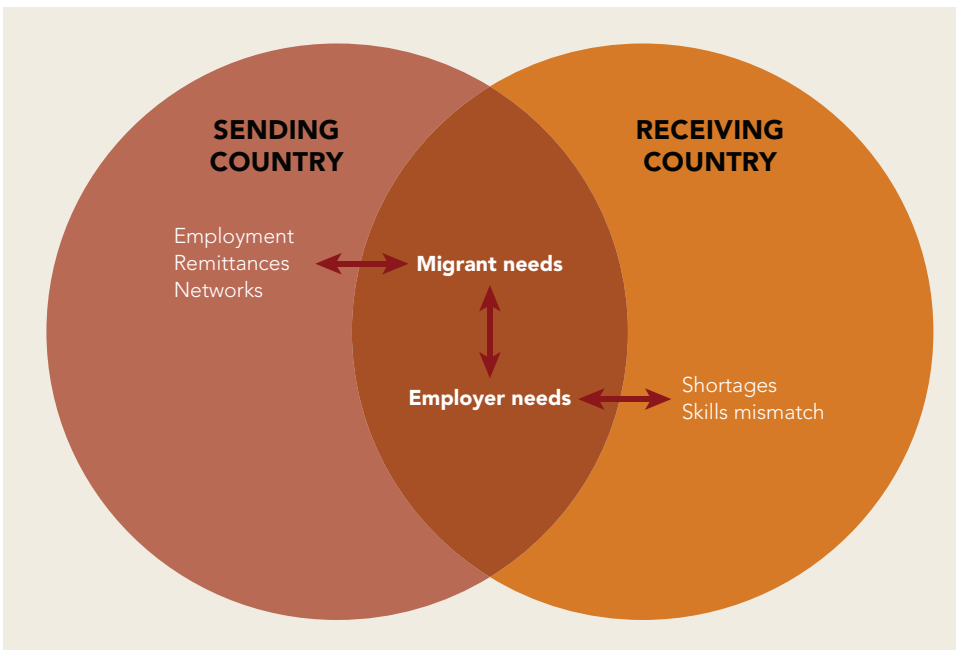 SENDING
COUNTRY
RECEIVING
COUNTRY
Employment
Remittances
Networks
Migrant needs
Employer needs
Shortages
Skills mismatch